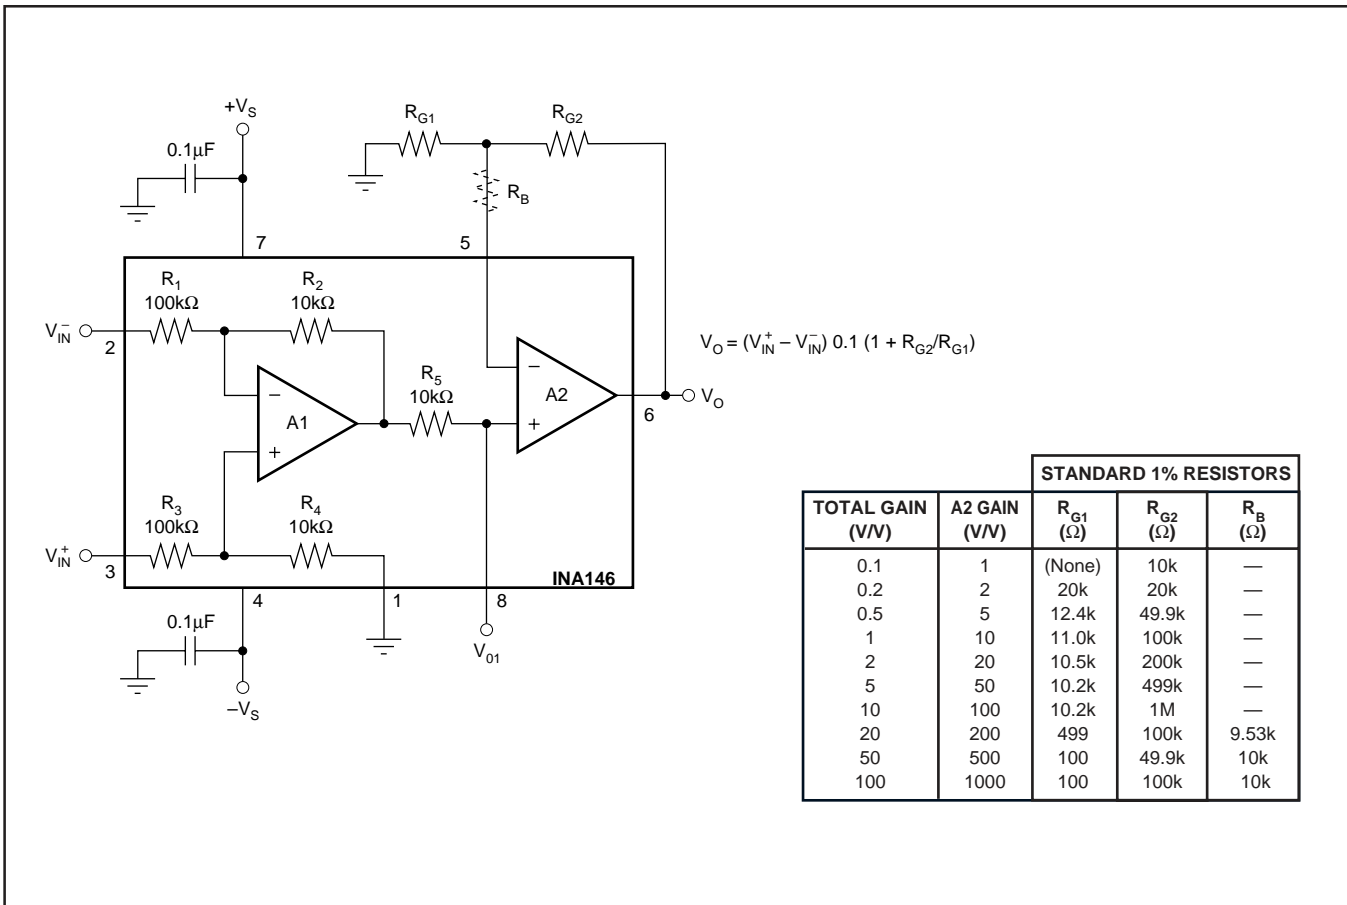 +V_S
0.1µF
R_G1
R_G2
R_B
7
5
R_1
100kΩ
R_2
10kΩ
V_IN^–
2
A1
–
+
R_5
10kΩ
A2
–
+
6
V_O
V_O = (V_IN^+ – V_IN^–) 0.1 (1 + R_G2/R_G1)
R_3
100kΩ
R_4
10kΩ
V_IN^+
3
INA146
4
1
8
0.1µF
–V_S
V_01
STANDARD 1% RESISTORS
TOTAL GAIN (V/V) A2 GAIN (V/V) R_G1 (Ω) R_G2 (Ω) R_B (Ω)
0.1 1 (None) 10k —
0.2 2 20k 20k —
0.5 5 12.4k 49.9k —
1 10 11.0k 100k —
2 20 10.5k 200k —
5 50 10.2k 499k —
10 100 10.2k 1M —
20 200 499 100k 9.53k
50 500 100 49.9k 10k
100 1000 100 100k 10k